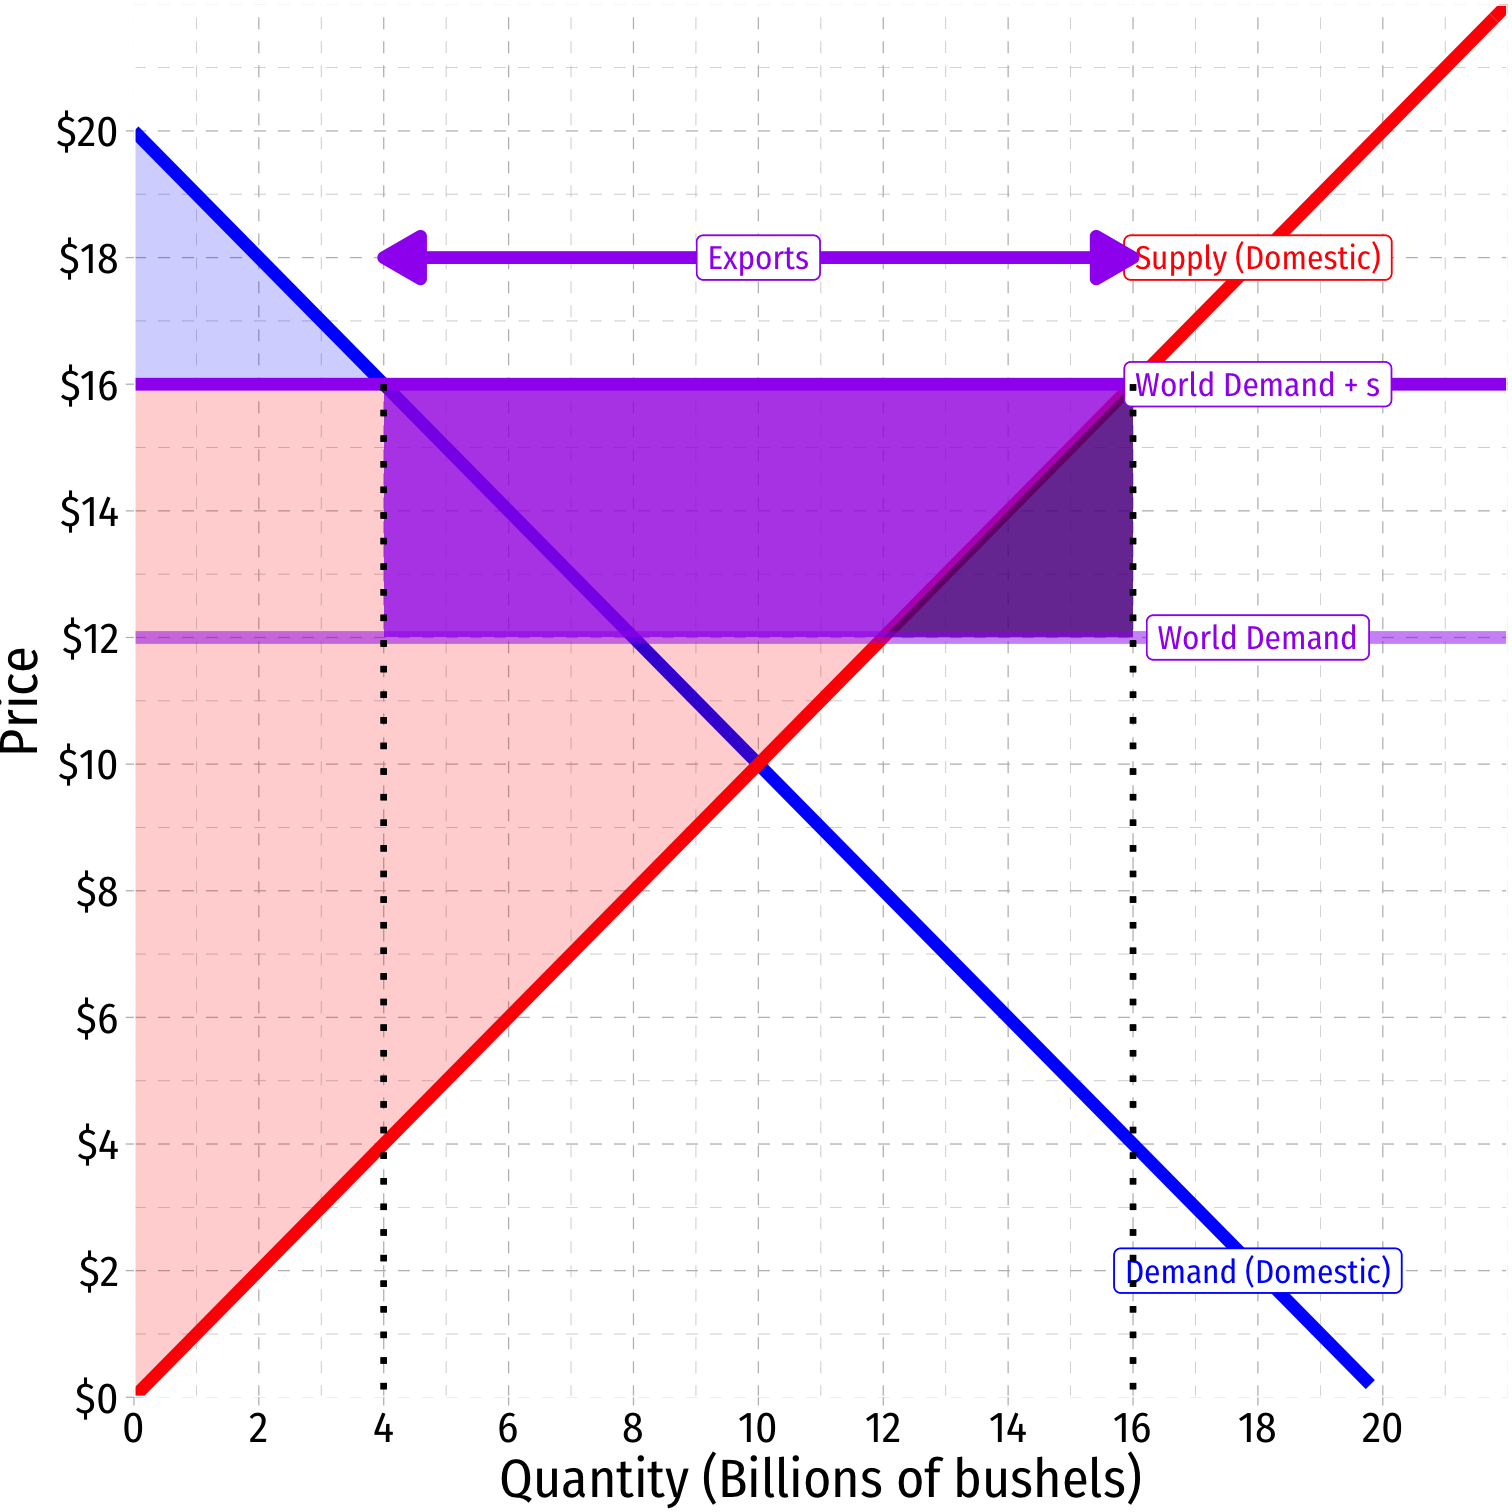 $20
$18
$16
$14
$12
$10
$8
$6
$4
$2
$0
Price
Exports
Supply (Domestic)
World Demand + s
World Demand
Demand (Domestic)
0 2 4 6 8 10 12 14 16 18 20
Quantity (Billions of bushels)